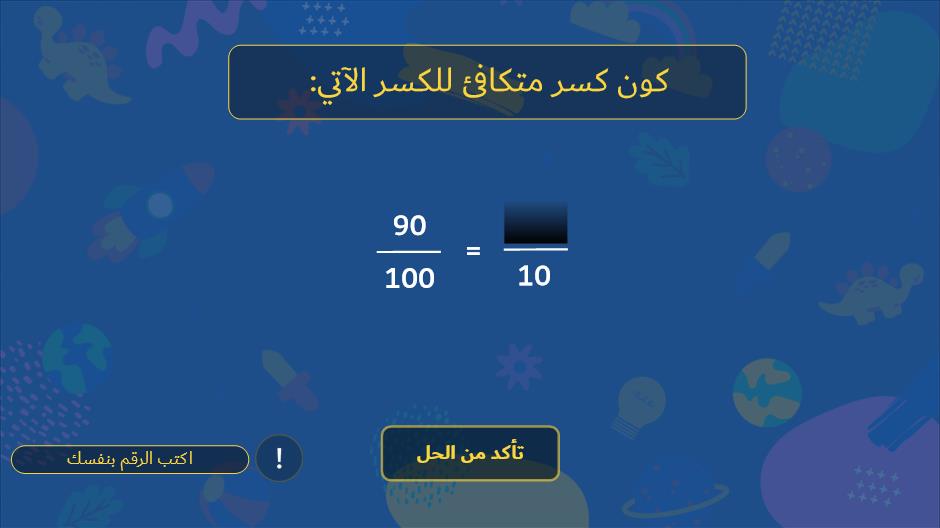 كون كسر متكافئ للكسر الآتي:
90
100
=
10
تأكد من الحل
!
اكتب الرقم بنفسك